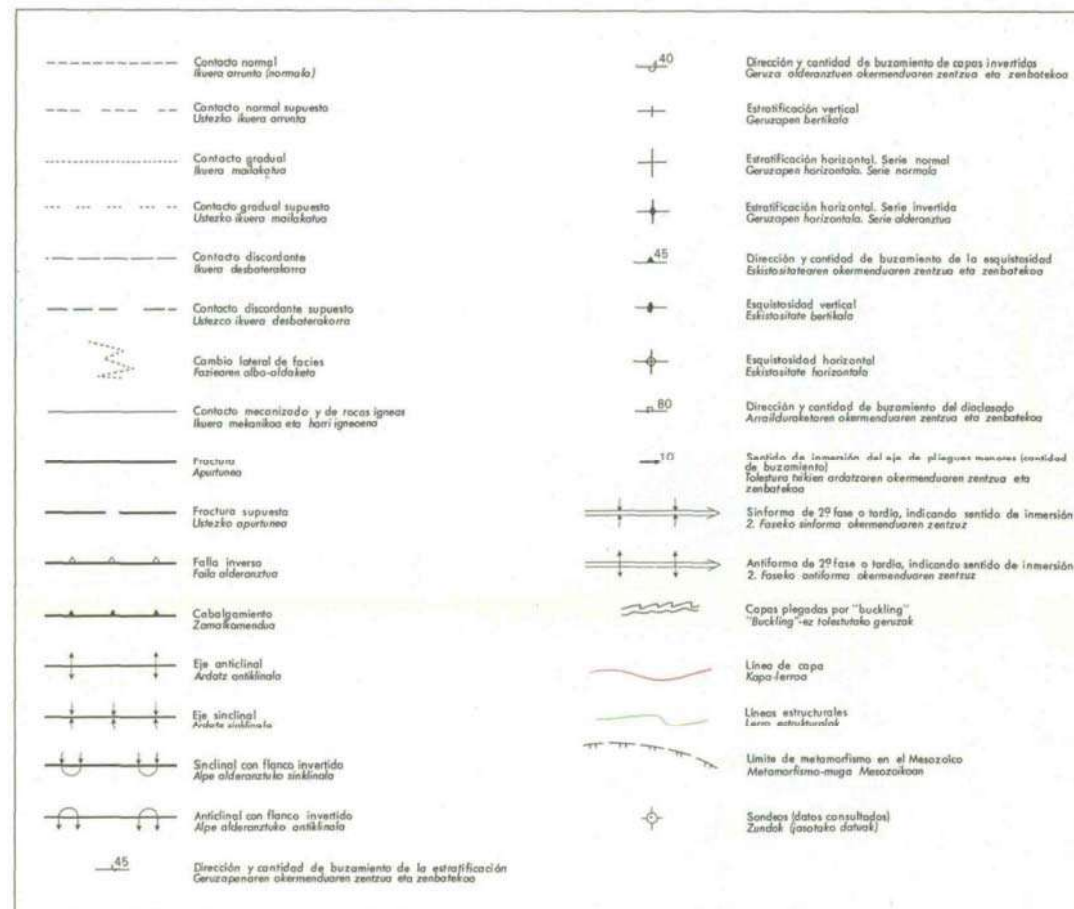 Contacto normal
Ikuera arrunta (normala)
Contacto normal supuesto
Ustezko ikuera arrunta
Contacto gradual
Ikuera mailakatua
Contacto gradual supuesto
Ustezko ikuera mailakatua
Contacto discordante
Ikuera desbaterakorra
Contacto discordante supuesto
Ustezco ikuera desbaterakorra
Cambio lateral de facies
Faziearen albo-aldaketa
Contacto mecanizado y de rocas igneas
Ikuera mekanikoa eta harri igneoena
Fractura
Apurtunea
Fractura supuesta
Ustezko apurtunea
Falla inversa
Faila alderanztua
Cabalgamiento
Zamalkamendua
Eje anticlinal
Ardatz antiklinala
Eje sinclinal
Ardatz sinklinala
Sinclinal con flanco invertido
Alpe alderanztuko sinklinala
Anticlinal con flanco invertido
Alpe alderanztuko antiklinala
45
Dirección y cantidad de buzamiento de la estratificación
Geruzapenaren okermenduaren zentzua eta zenbatekoa
40
Dirección y cantidad de buzamiento de capas invertidas
Geruza alderanztuen okermenduaren zentzua eta zenbatekoa
Estratificación vertical
Geruzapen bertikala
Estratificación horizontal. Serie normal
Geruzapen horizontala. Serie normala
Estratificación horizontal. Serie invertida
Geruzapen horizontala. Serie alderanztua
45
Dirección y cantidad de buzamiento de la esquistosidad
Eskistositatearen okermenduaren zentzua eta zenbatekoa
Esquistosidad vertical
Eskistositate bertikala
Esquistosidad horizontal
Eskistositate horizontala
80
Dirección y cantidad de buzamiento del diaclasado
Arrailduraketaren okermenduaren zentzua eta zenbatekoa
10
Sentido de inmersión del eje de pliegues menores (cantidad
de buzamiento)
Tolestura txikien ardatzaren okermenduaren zentzua eta
zenbatekoa
Sinforma de 2ª fase o tardía, indicando sentido de inmersión
2. Faseko sinforma okermenduaren zentzuz
Antiforma de 2ª fase o tardía, indicando sentido de inmersión
2. Faseko antiforma okermenduaren zentzuz
Capas plegadas por "buckling"
"Buckling"-ez tolestutako geruzak
Línea de capa
Kapa-lerroa
Líneas estructurales
Lerro estrukturalak
Límite de metamorfismo en el Mesozoico
Metamorfismo-muga Mesozoikoan
Sondeos (datos consultados)
Zundak (jasotako datuak)